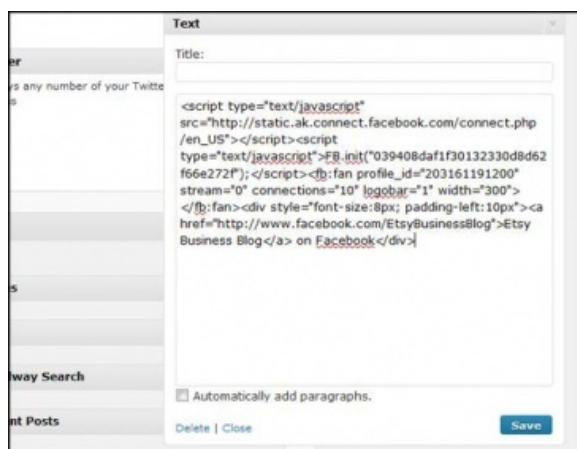 Text
Title:
er
ys any number of your Twitte
s
<script type="text/javascript"
src="http://static.ak.connect.facebook.com/connect.php
/en_US"></script><script
type="text/javascript">FB.init("039408daf1f30132330d8d62
f66e272f");</script><fb:fan profile_id="203161191200"
stream="0" connections="10" logobar="1" width="300">
</fb:fan><div style="font-size:8px; padding-left:10px"><a
href="http://www.facebook.com/EtsyBusinessBlog">Etsy
Business Blog</a> on Facebook</div>
s
lway Search
Automatically add paragraphs.
nt Posts
Delete | Close
Save